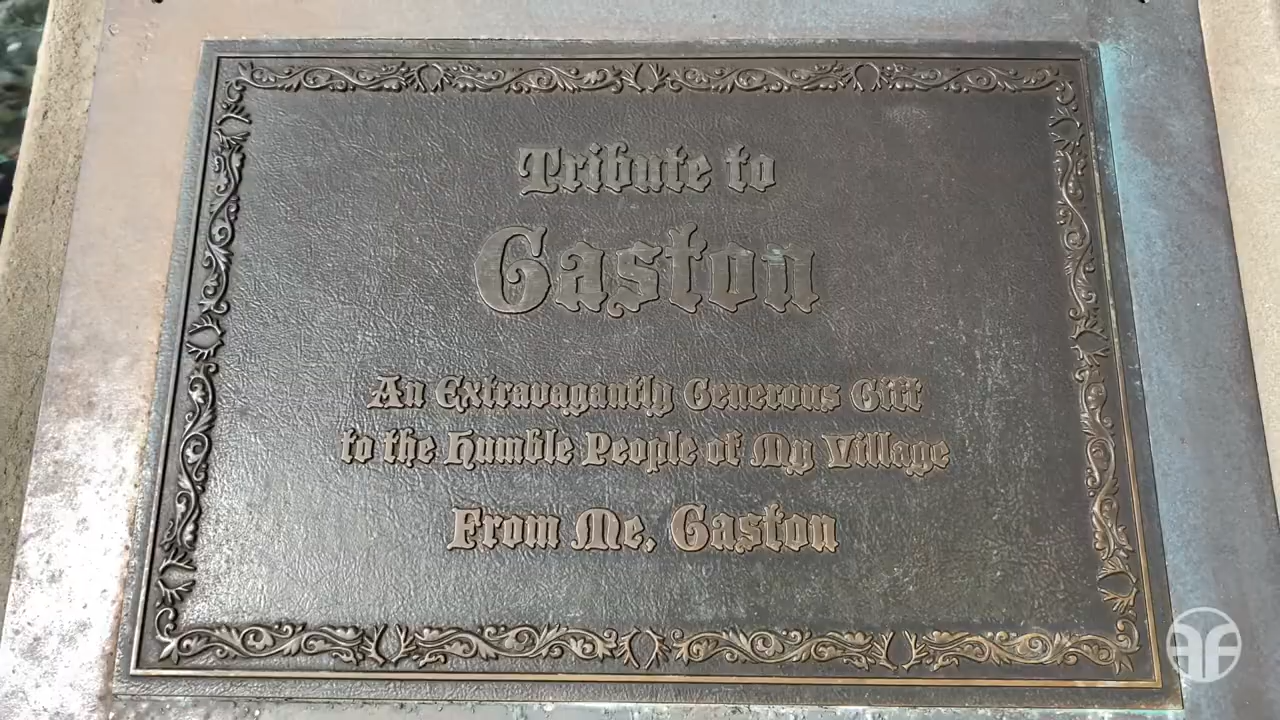 Tribute to
Gaston
An Extravagantly Generous Gift
to the Humble People of My Village
From Me, Gaston